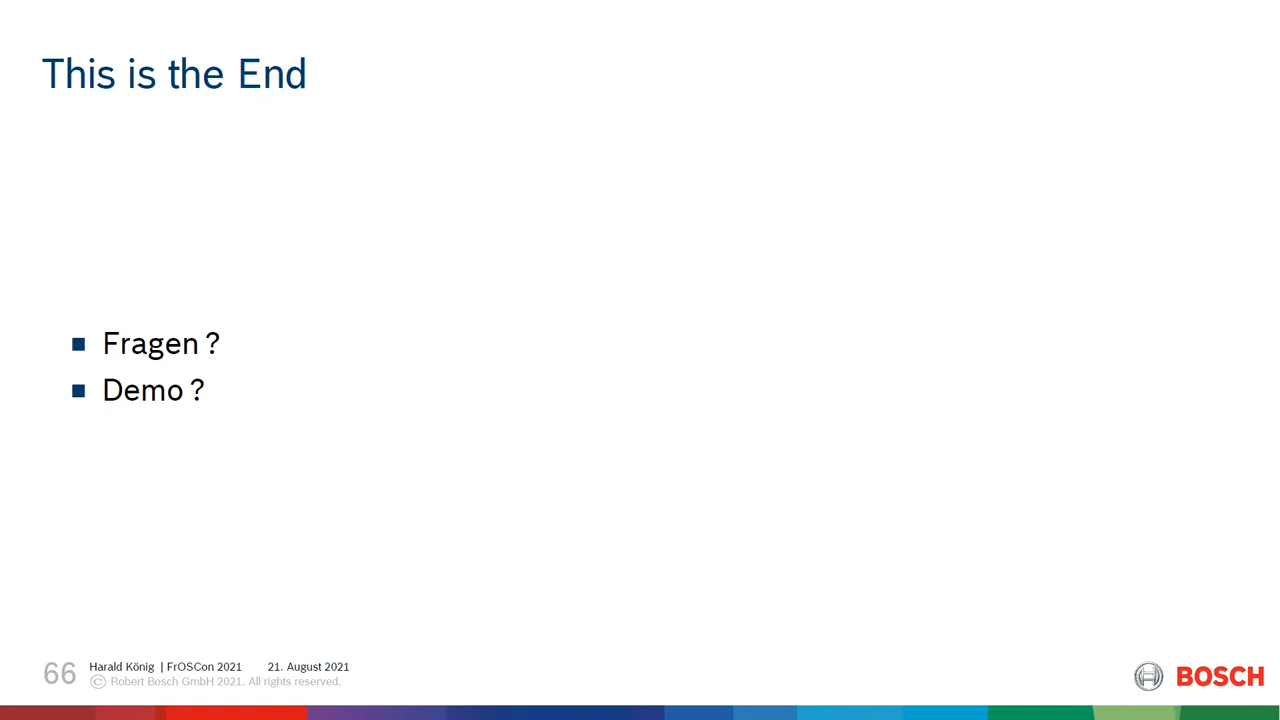 This is the End
Fragen ?
Demo ?
66 Harald König | FrOSCon 2021 21. August 2021
© Robert Bosch GmbH 2021. All rights reserved.
BOSCH